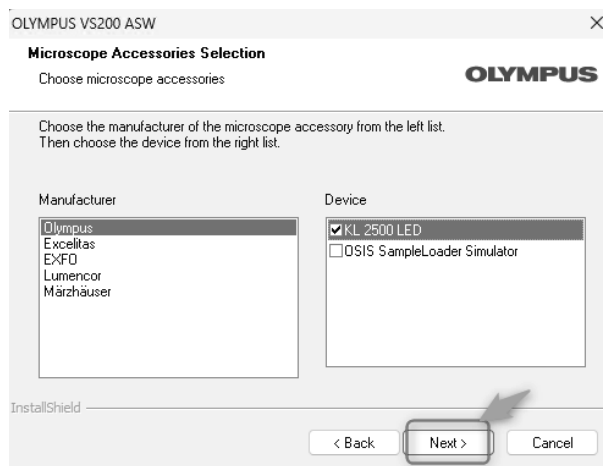 OLYMPUS VS200 ASW
Microscope Accessories Selection
Choose microscope accessories
OLYMPUS
Choose the manufacturer of the microscope accessory from the left list.
Then choose the device from the right list.
Manufacturer
Device
Olympus
Excelitas
EXFO
Lumencor
Märzhäuser
KL 2500 LED
OSIS SampleLoader Simulator
InstallShield
< Back
Next >
Cancel